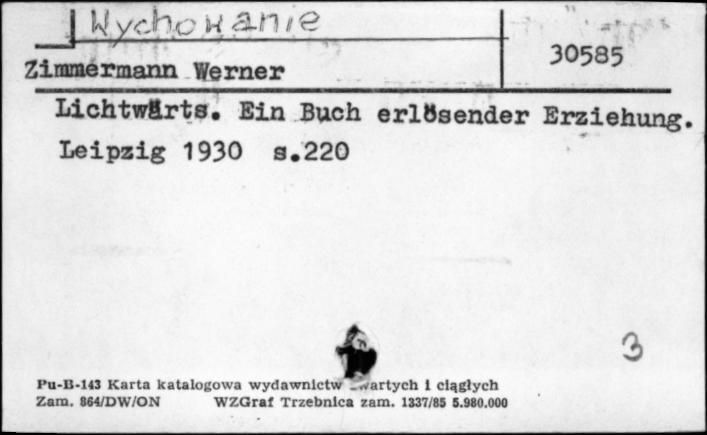 Wychowanie
30585
Zimmermann Werner
Lichtwärts. Ein Buch erlösender Erziehung.
Leipzig 1930 s.220
3
Pu-B-143 Karta katalogowa wydawnictw i ciągłych
Zam. 864/DW/ON WZGraf Trzebnica zam. 1337/85 5.980.000